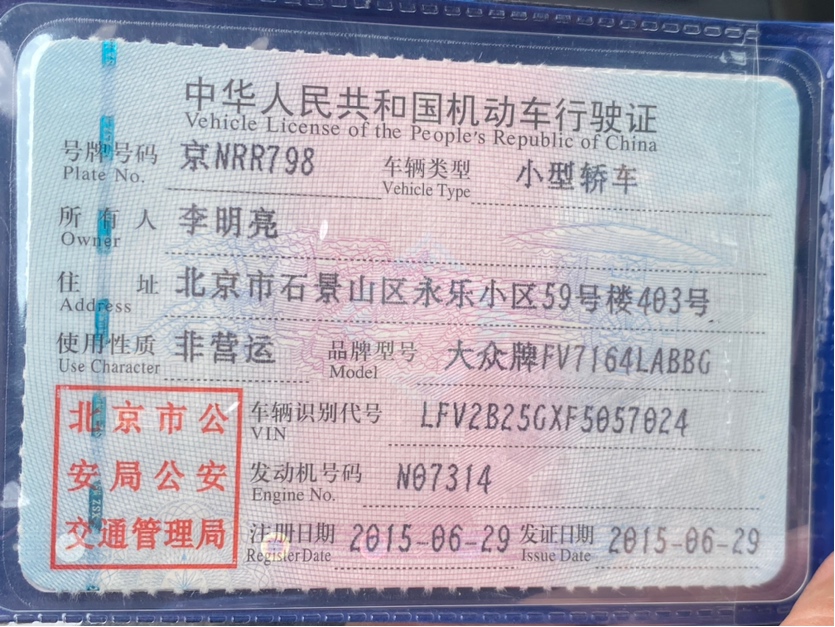 中华人民共和国机动车行驶证
Vehicle License of the People's Republic of China
号牌号码 京NRR798 车辆类型 小型轿车
Plate No. Vehicle Type
所有人 李明亮
Owner
住址 北京市石景山区永乐小区59号楼403号
Address
使用性质 非营运 品牌型号 大众牌FV7164LABBG
Use Character Model
车辆识别代号 LFV2B25GXF5057024
VIN
发动机号码 N07314
Engine No.
注册日期 2015-06-29 发证日期 2015-06-29
Register Date Issue Date
北京市公
安局公安
交通管理局